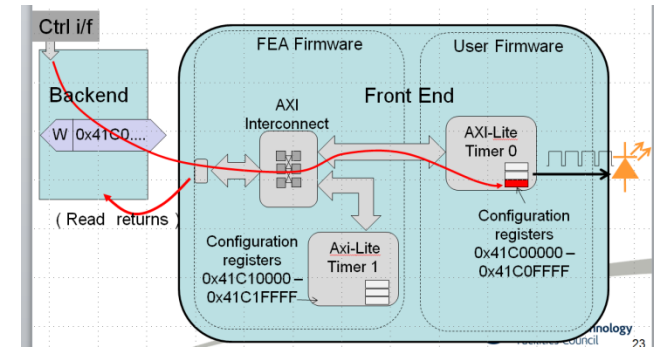 Ctrl i/f
FEA Firmware
User Firmware
Backend
Front End
AXI
Interconnect
W 0x41C0....
AXI-Lite
Timer 0
( Read returns )
Configuration
registers
0x41C10000 –
0x41C1FFFF
Axi-Lite
Timer 1
Configuration
registers
0x41C00000 –
0x41C0FFFF
Council
23